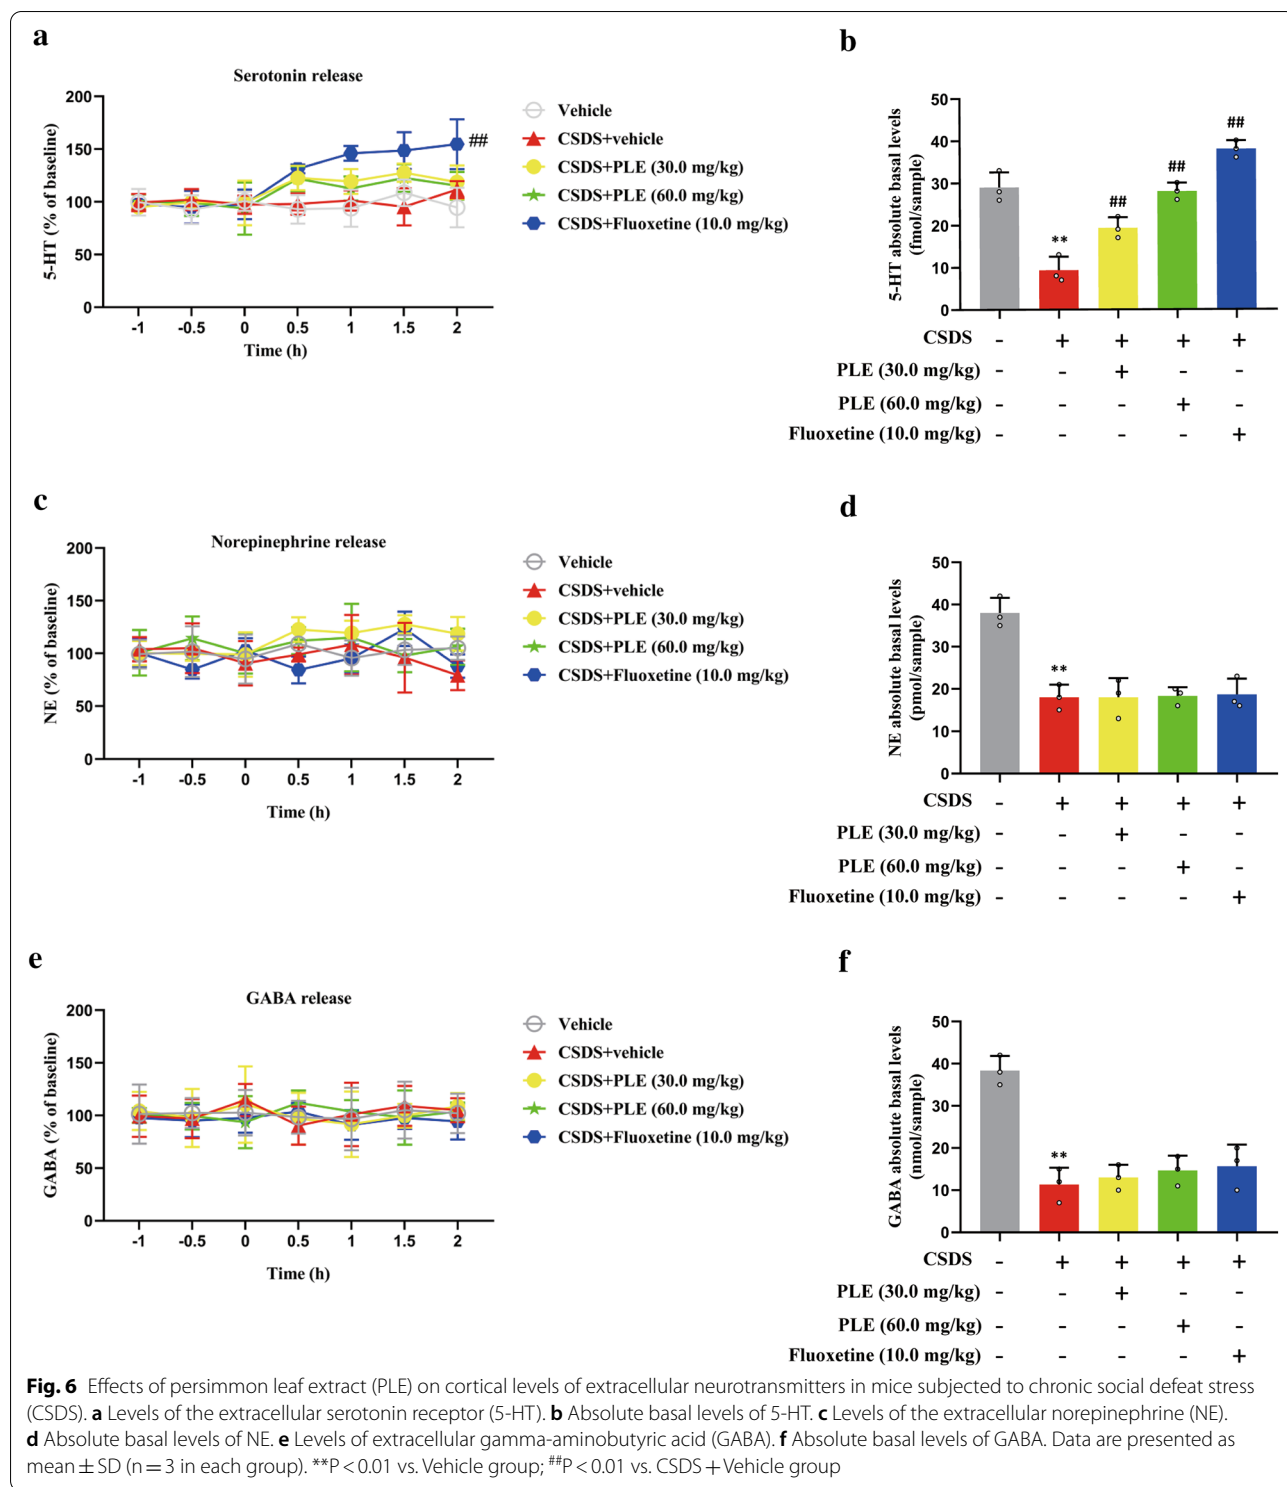 a
Serotonin release
5-HT (% of baseline)
200
150
100
50
0
-1 -0.5 0 0.5 1 1.5 2
Time (h)
##
Vehicle
CSDS+vehicle
CSDS+PLE (30.0 mg/kg)
CSDS+PLE (60.0 mg/kg)
CSDS+Fluoxetine (10.0 mg/kg)
b
5-HT absolute basal levels
(fmol/sample)
50
40
30
20
10
0
** ## ## ##
CSDS - + + + +
PLE (30.0 mg/kg) - - + - -
PLE (60.0 mg/kg) - - - + -
Fluoxetine (10.0 mg/kg) - - - - +
c
Norepinephrine release
NE (% of baseline)
200
150
100
50
0
-1 -0.5 0 0.5 1 1.5 2
Time (h)
Vehicle
CSDS+vehicle
CSDS+PLE (30.0 mg/kg)
CSDS+PLE (60.0 mg/kg)
CSDS+Fluoxetine (10.0 mg/kg)
d
NE absolute basal levels
(pmol/sample)
50
40
30
20
10
0
**
CSDS - + + + +
PLE (30.0 mg/kg) - - + - -
PLE (60.0 mg/kg) - - - + -
Fluoxetine (10.0 mg/kg) - - - - +
e
GABA release
GABA (% of baseline)
200
150
100
50
0
-1 -0.5 0 0.5 1 1.5 2
Time (h)
Vehicle
CSDS+vehicle
CSDS+PLE (30.0 mg/kg)
CSDS+PLE (60.0 mg/kg)
CSDS+Fluoxetine (10.0 mg/kg)
f
GABA absolute basal levels
(nmol/sample)
50
40
30
20
10
0
**
CSDS - + + + +
PLE (30.0 mg/kg) - - + - -
PLE (60.0 mg/kg) - - - + -
Fluoxetine (10.0 mg/kg) - - - - +
Fig. 6 Effects of persimmon leaf extract (PLE) on cortical levels of extracellular neurotransmitters in mice subjected to chronic social defeat stress
(CSDS). a Levels of the extracellular serotonin receptor (5-HT). b Absolute basal levels of 5-HT. c Levels of the extracellular norepinephrine (NE).
d Absolute basal levels of NE. e Levels of extracellular gamma-aminobutyric acid (GABA). f Absolute basal levels of GABA. Data are presented as
mean ± SD (n = 3 in each group). **P < 0.01 vs. Vehicle group; ##P < 0.01 vs. CSDS + Vehicle group